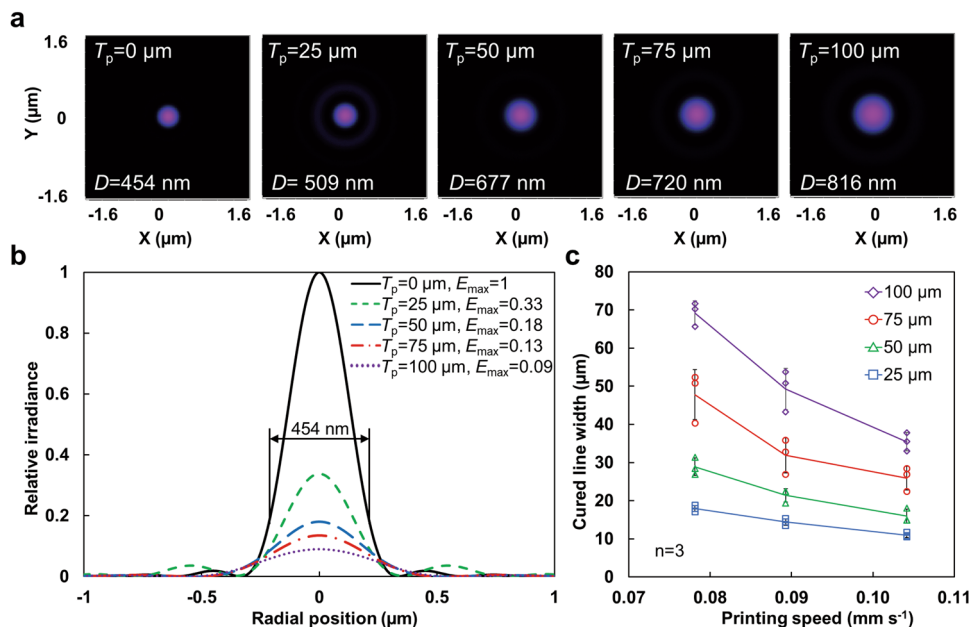 a
1.6
0
-1.6
Y (µm)
Tp=0 µm
D=454 nm
-1.6 0 1.6
X (µm)
Tp=25 µm
D= 509 nm
-1.6 0 1.6
X (µm)
Tp=50 µm
D=677 nm
-1.6 0 1.6
X (µm)
Tp=75 µm
D=720 nm
-1.6 0 1.6
X (µm)
Tp=100 µm
D=816 nm
-1.6 0 1.6
X (µm)
b
1
0.8
0.6
0.4
0.2
0
Relative irradiance
Tp=0 µm, Emax=1
Tp=25 µm, Emax=0.33
Tp=50 µm, Emax=0.18
Tp=75 µm, Emax=0.13
Tp=100 µm, Emax=0.09
454 nm
-1 -0.5 0 0.5 1
Radial position (µm)
c
80
70
60
50
40
30
20
10
0
Cured line width (µm)
100 µm
75 µm
50 µm
25 µm
n=3
0.07 0.08 0.09 0.10 0.11
Printing speed (mm s⁻¹)